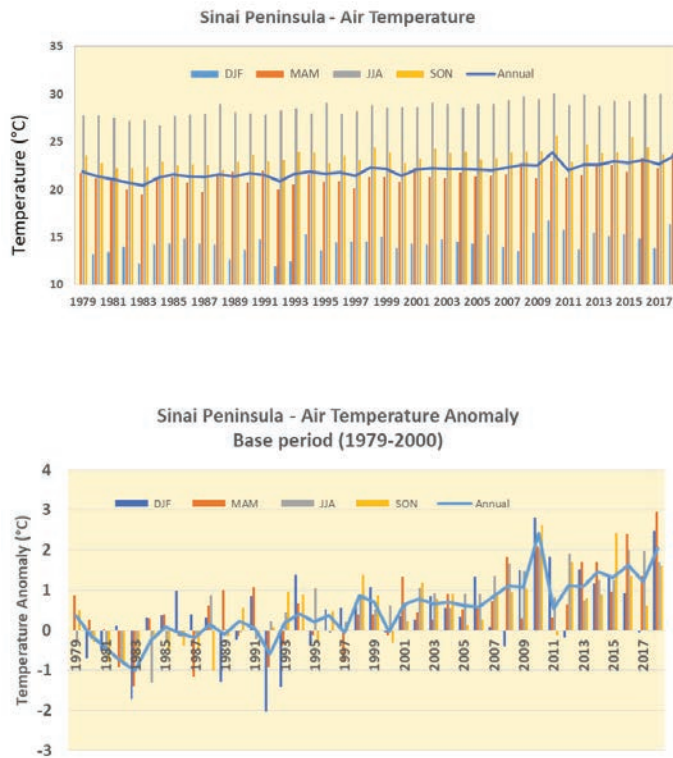 Sinai Peninsula - Air Temperature
35
30
25
20
15
10
Temperature (°C)
DJF MAM JJA SON Annual
1979 1981 1983 1985 1987 1989 1991 1993 1995 1997 1999 2001 2003 2005 2007 2009 2011 2013 2015 2017
Sinai Peninsula - Air Temperature Anomaly
Base period (1979-2000)
4
3
2
1
0
-1
-2
-3
Temperature Anomaly (°C)
DJF MAM JJA SON Annual
1979 1981 1983 1985 1987 1989 1991 1993 1995 1997 1999 2001 2003 2005 2007 2009 2011 2013 2015 2017